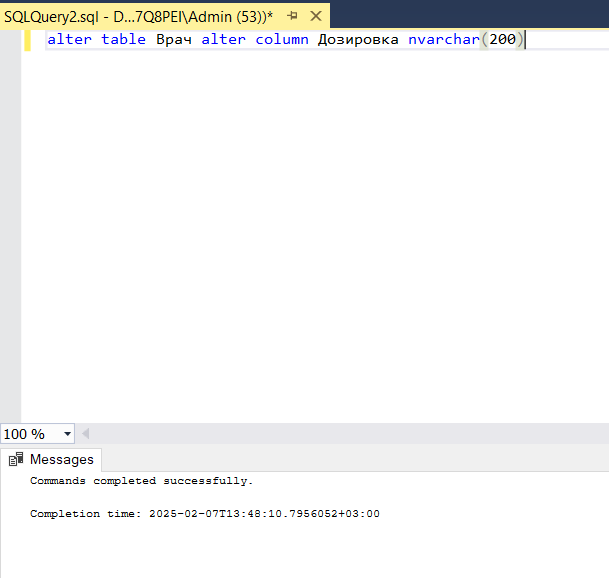 SQLQuery2.sql - D...7Q8PEI\Admin (53))*
alter table Врач alter column Дозировка nvarchar(200)
100 %
Messages
Commands completed successfully.
Completion time: 2025-02-07T13:48:10.7956052+03:00